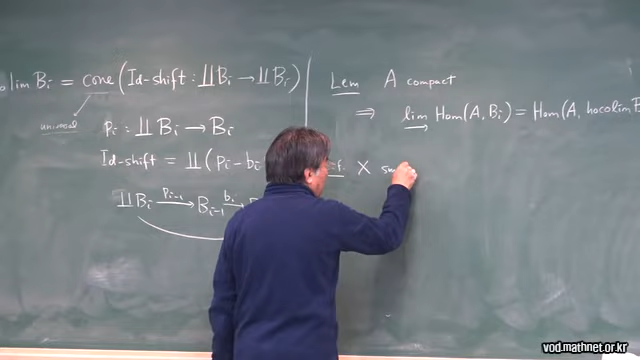 olim Bi = cone (Id-shift : ⨿Bi → ⨿Bi)
universal
pi : ⨿Bi → Bi
Id-shift = ⨿(pi - bi
⨿Bi —pi-1→ Bi-1 —bi→
Lem A compact
⇒ lim Hom(A, Bi) = Hom(A, hocolim B
f. X
vod.mathnet.or.kr